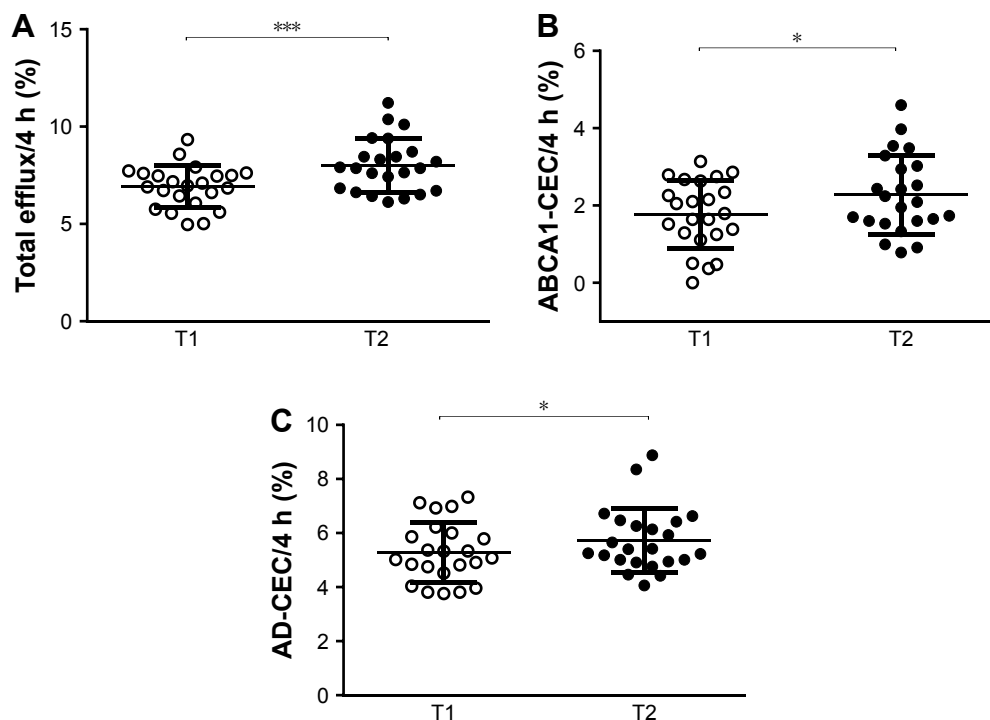 A
Total efflux/4 h (%)
15
10
5
0
***
T1
T2
B
ABCA1-CEC/4 h (%)
6
4
2
0
*
T1
T2
C
AD-CEC/4 h (%)
10
8
6
4
2
0
*
T1
T2